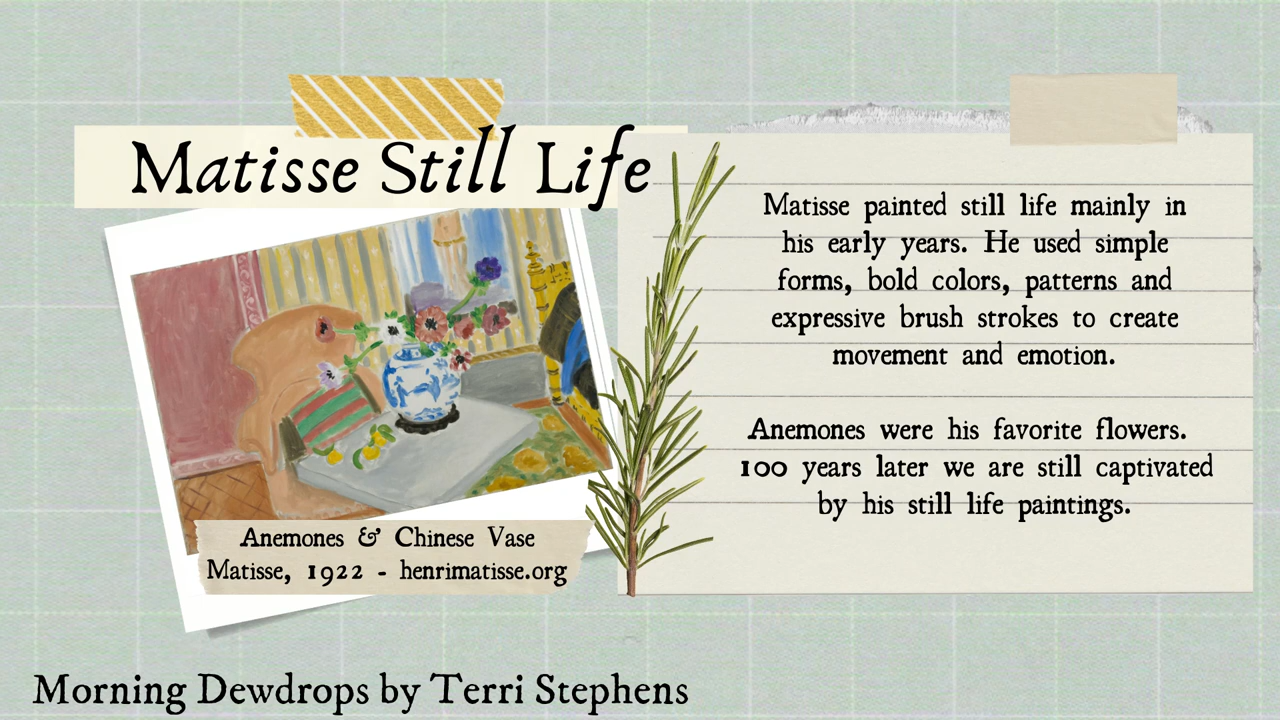 Matisse Still Life
Matisse painted still life mainly in
his early years. He used simple
forms, bold colors, patterns and
expressive brush strokes to create
movement and emotion.
Anemones were his favorite flowers.
100 years later we are still captivated
by his still life paintings.
Anemones & Chinese Vase
Matisse, 1922 - henrimatisse.org
Morning Dewdrops by Terri Stephens